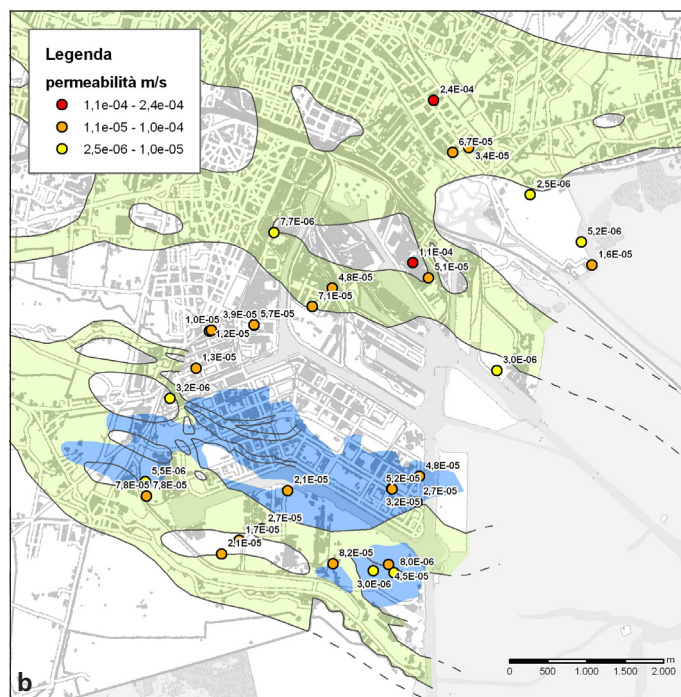 Legenda
permeabilità m/s
1,1e-04 - 2,4e-04
1,1e-05 - 1,0e-04
2,5e-06 - 1,0e-05
2,4E-04
6,7E-05
3,4E-05
2,5E-06
7,7E-06
5,2E-06
1,1E-04
1,6E-05
5,1E-05
4,8E-05
7,1E-05
1,0E-05
3,9E-05
5,7E-05
1,2E-05
1,3E-05
3,0E-06
3,2E-06
5,5E-06
4,8E-05
7,8E-05
7,8E-05
2,1E-05
5,2E-05
2,7E-05
3,2E-05
2,7E-05
1,7E-05
2,1E-05
8,2E-05
8,0E-06
3,0E-06
4,5E-05
m
0 500 1.000 1.500 2.000
b